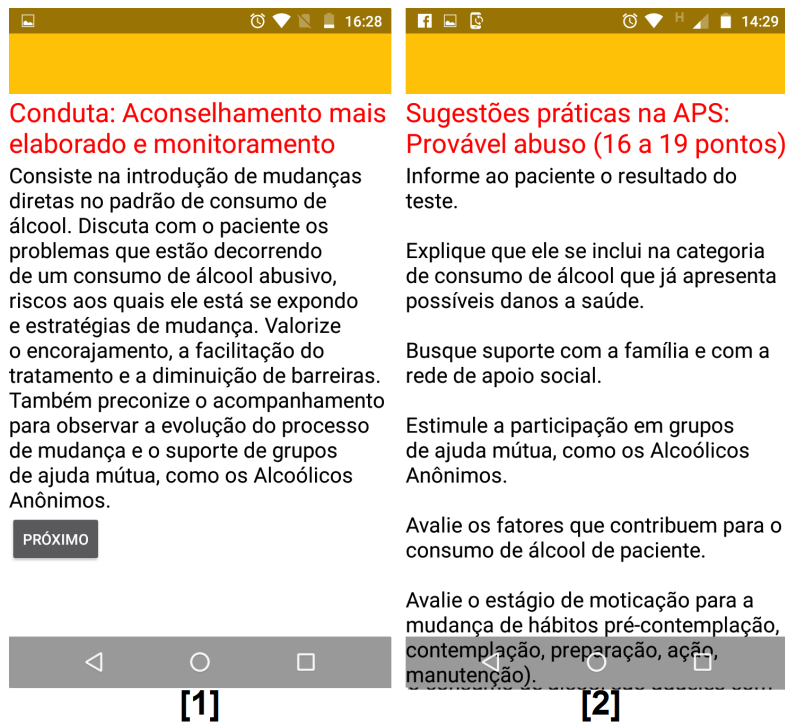 16:28
Conduta: Aconselhamento mais
elaborado e monitoramento
Consiste na introdução de mudanças
diretas no padrão de consumo de
álcool. Discuta com o paciente os
problemas que estão decorrendo
de um consumo de álcool abusivo,
riscos aos quais ele está se expondo
e estratégias de mudança. Valorize
o encorajamento, a facilitação do
tratamento e a diminuição de barreiras.
Também preconize o acompanhamento
para observar a evolução do processo
de mudança e o suporte de grupos
de ajuda mútua, como os Alcoólicos
Anônimos.
PRÓXIMO
[1]
H 14:29
Sugestões práticas na APS:
Provável abuso (16 a 19 pontos)
Informe ao paciente o resultado do
teste.
Explique que ele se inclui na categoria
de consumo de álcool que já apresenta
possíveis danos a saúde.
Busque suporte com a família e com a
rede de apoio social.
Estimule a participação em grupos
de ajuda mútua, como os Alcoólicos
Anônimos.
Avalie os fatores que contribuem para o
consumo de álcool de paciente.
Avalie o estágio de moticação para a
mudança de hábitos pré-contemplação,
contemplação, preparação, ação,
manutenção).
[2]